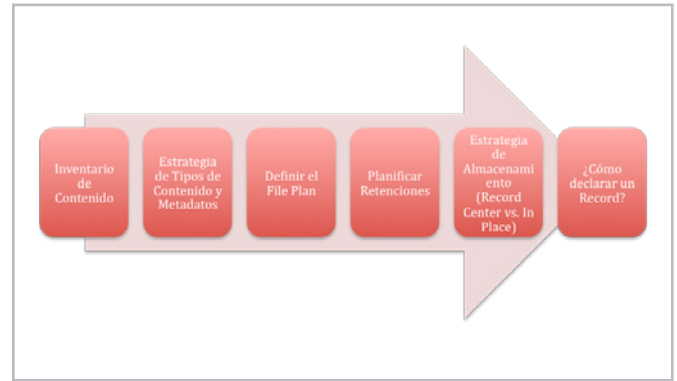 Inventario
de
Contenido
Estrategia
de Tipos de
Contenido y
Metadatos
Definir el
File Plan
Planificar
Retenciones
Estrategia
de
Almacenami
ento
(Record
Center vs. In
Place)
¿Cómo
declarar un
Record?